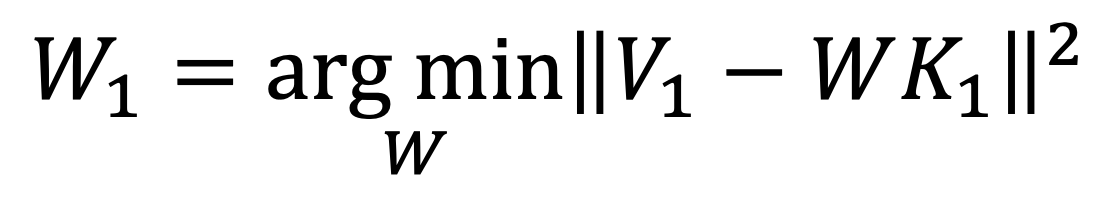 W₁ = arg min‖V₁ − WK₁‖²
W